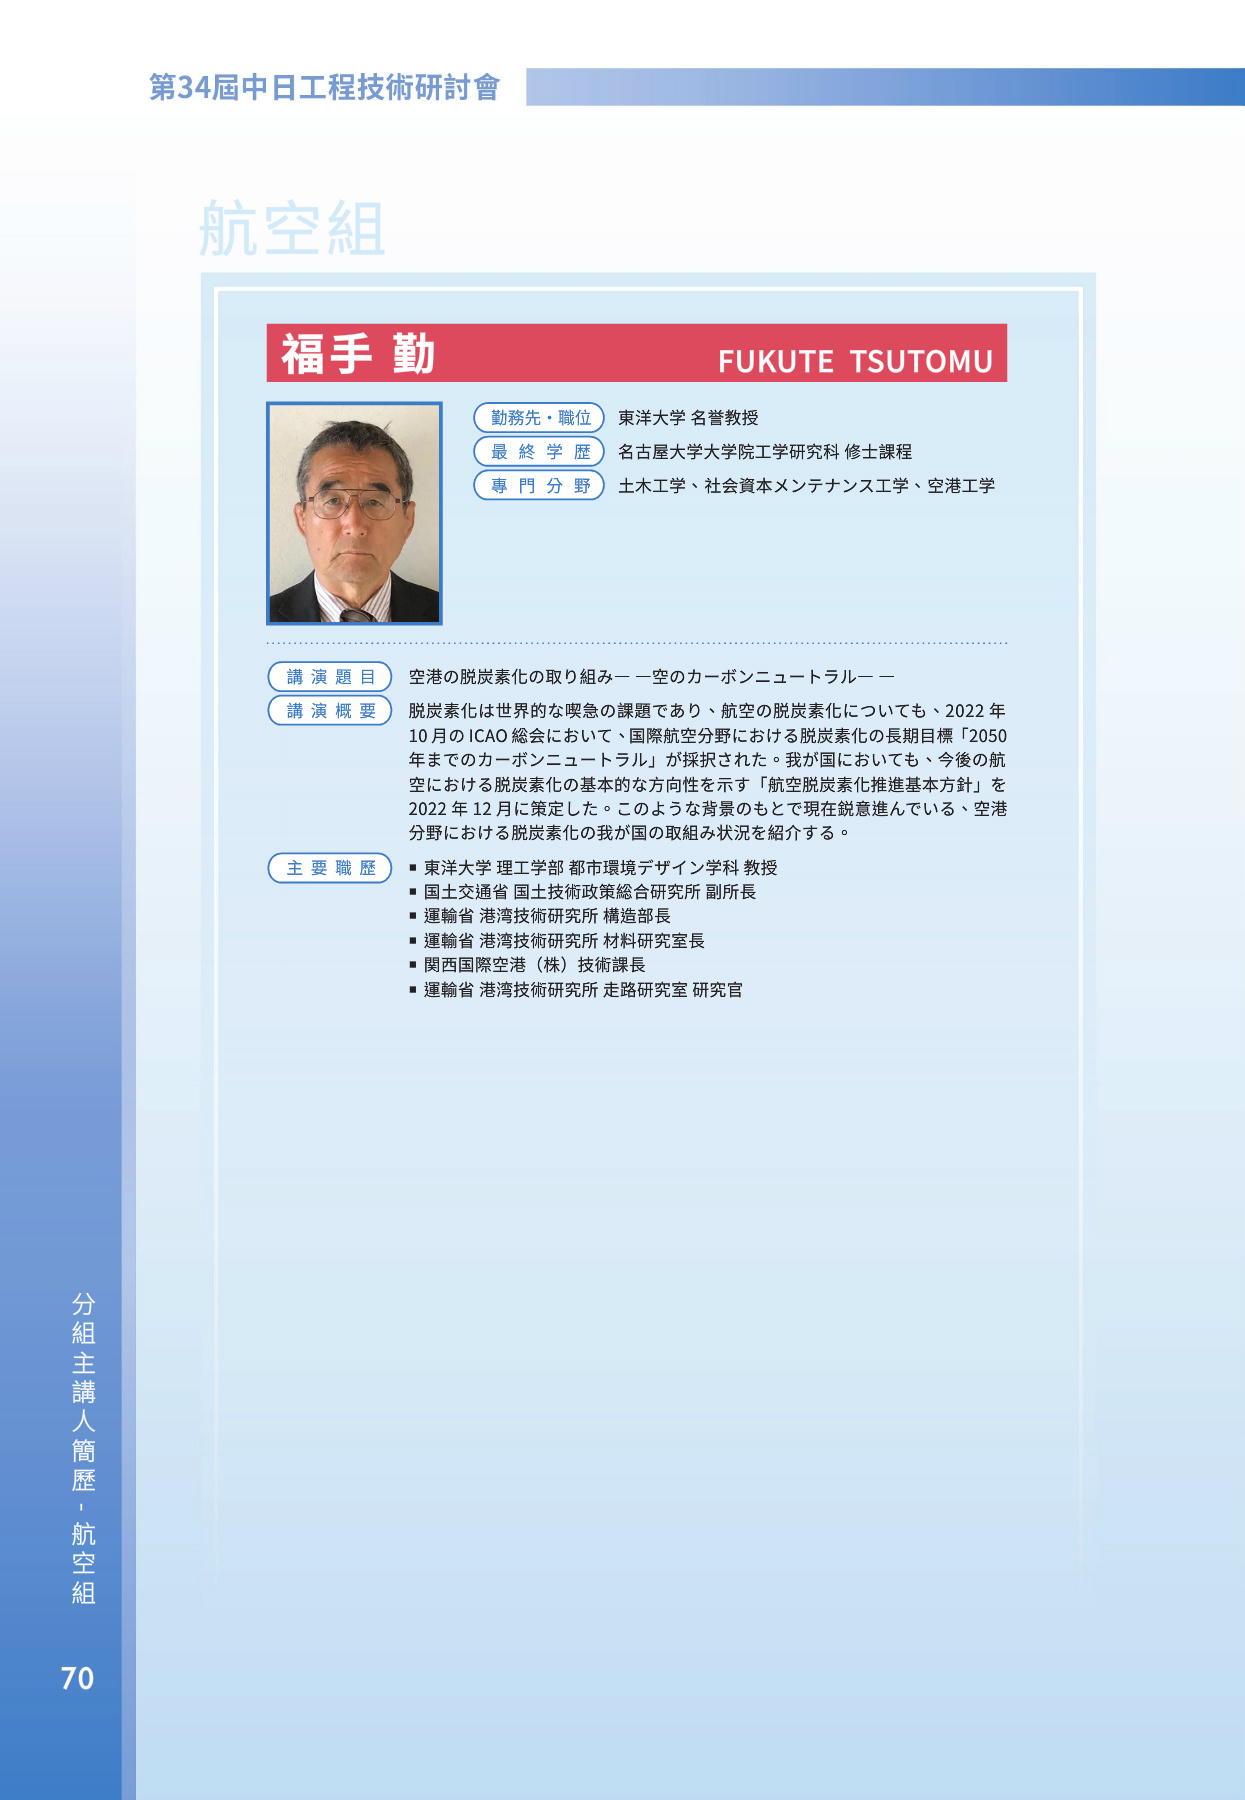 第34屆中日工程技術研討會
航空組
福手 勤 FUKUTE TSUTOMU
勤務先・職位 東洋大学 名誉教授
最終学歴 名古屋大学大学院工学研究科 修士課程
專門分野 土木工学、社会資本メンテナンス工学、空港工学
講演題目 空港の脱炭素化の取り組み― ―空のカーボンニュートラル― ―
講演概要 脱炭素化は世界的な喫急の課題であり、航空の脱炭素化についても、2022 年
10 月の ICAO 総会において、国際航空分野における脱炭素化の長期目標「2050
年までのカーボンニュートラル」が採択された。我が国においても、今後の航
空における脱炭素化の基本的な方向性を示す「航空脱炭素化推進基本方針」を
2022 年 12 月に策定した。このような背景のもとで現在鋭意進んでいる、空港
分野における脱炭素化の我が国の取組み状況を紹介する。
主要職歷 ▪ 東洋大学 理工学部 都市環境デザイン学科 教授
▪ 国土交通省 国土技術政策総合研究所 副所長
▪ 運輸省 港湾技術研究所 構造部長
▪ 運輸省 港湾技術研究所 材料研究室長
▪ 関西国際空港（株）技術課長
▪ 運輸省 港湾技術研究所 走路研究室 研究官
分組主講人簡歷-航空組
70